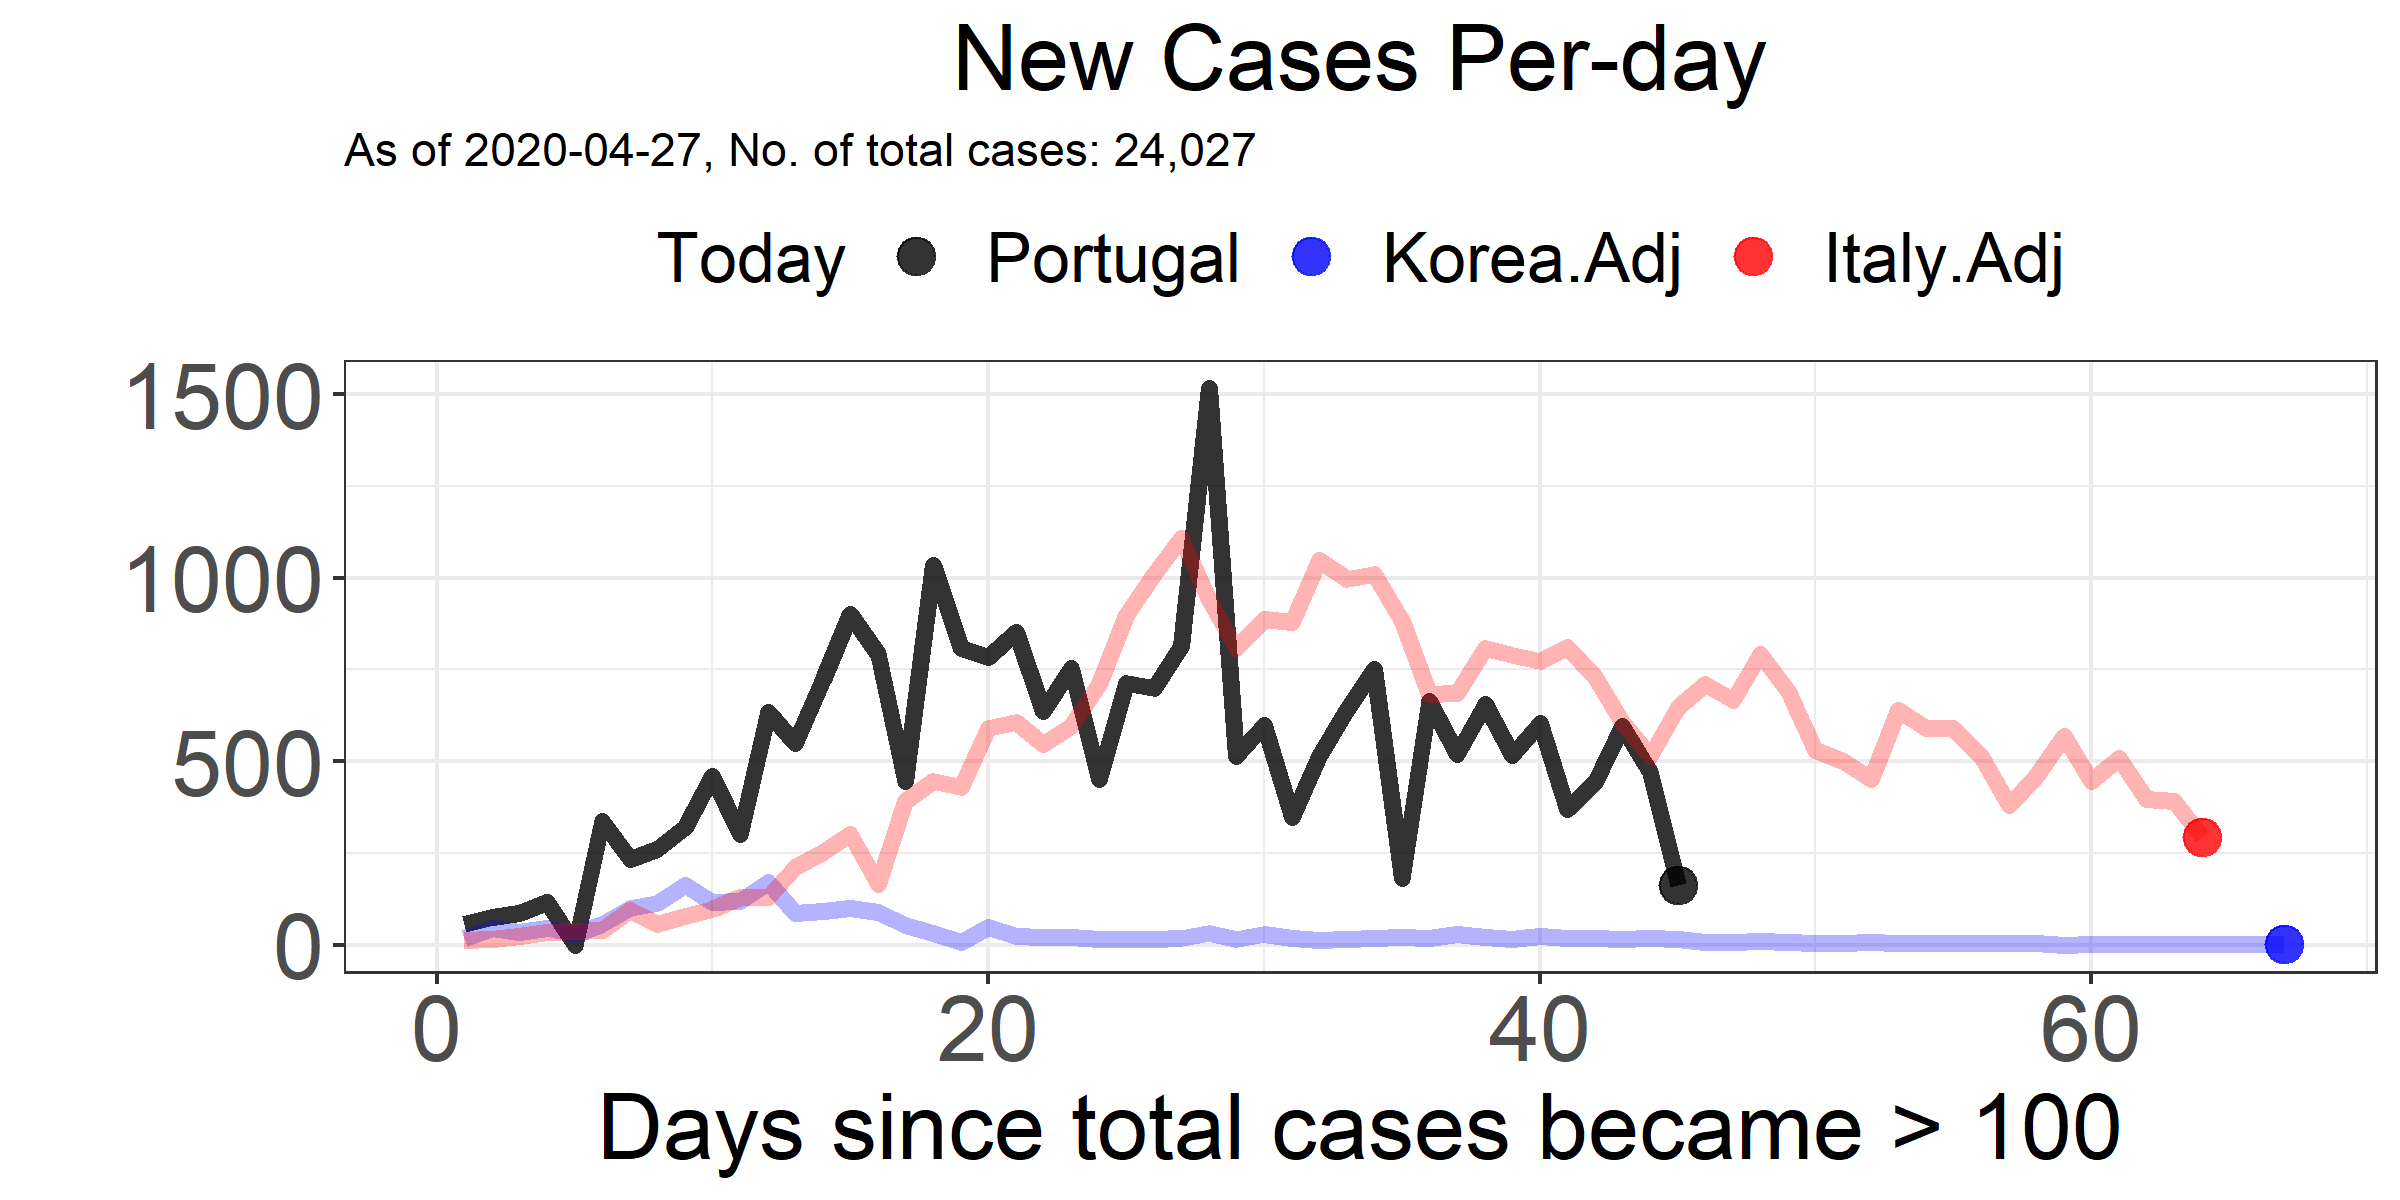 New Cases Per-day
As of 2020-04-27, No. of total cases: 24,027
Today Portugal Korea.Adj Italy.Adj
1500
1000
500
0
0 20 40 60
Days since total cases became > 100